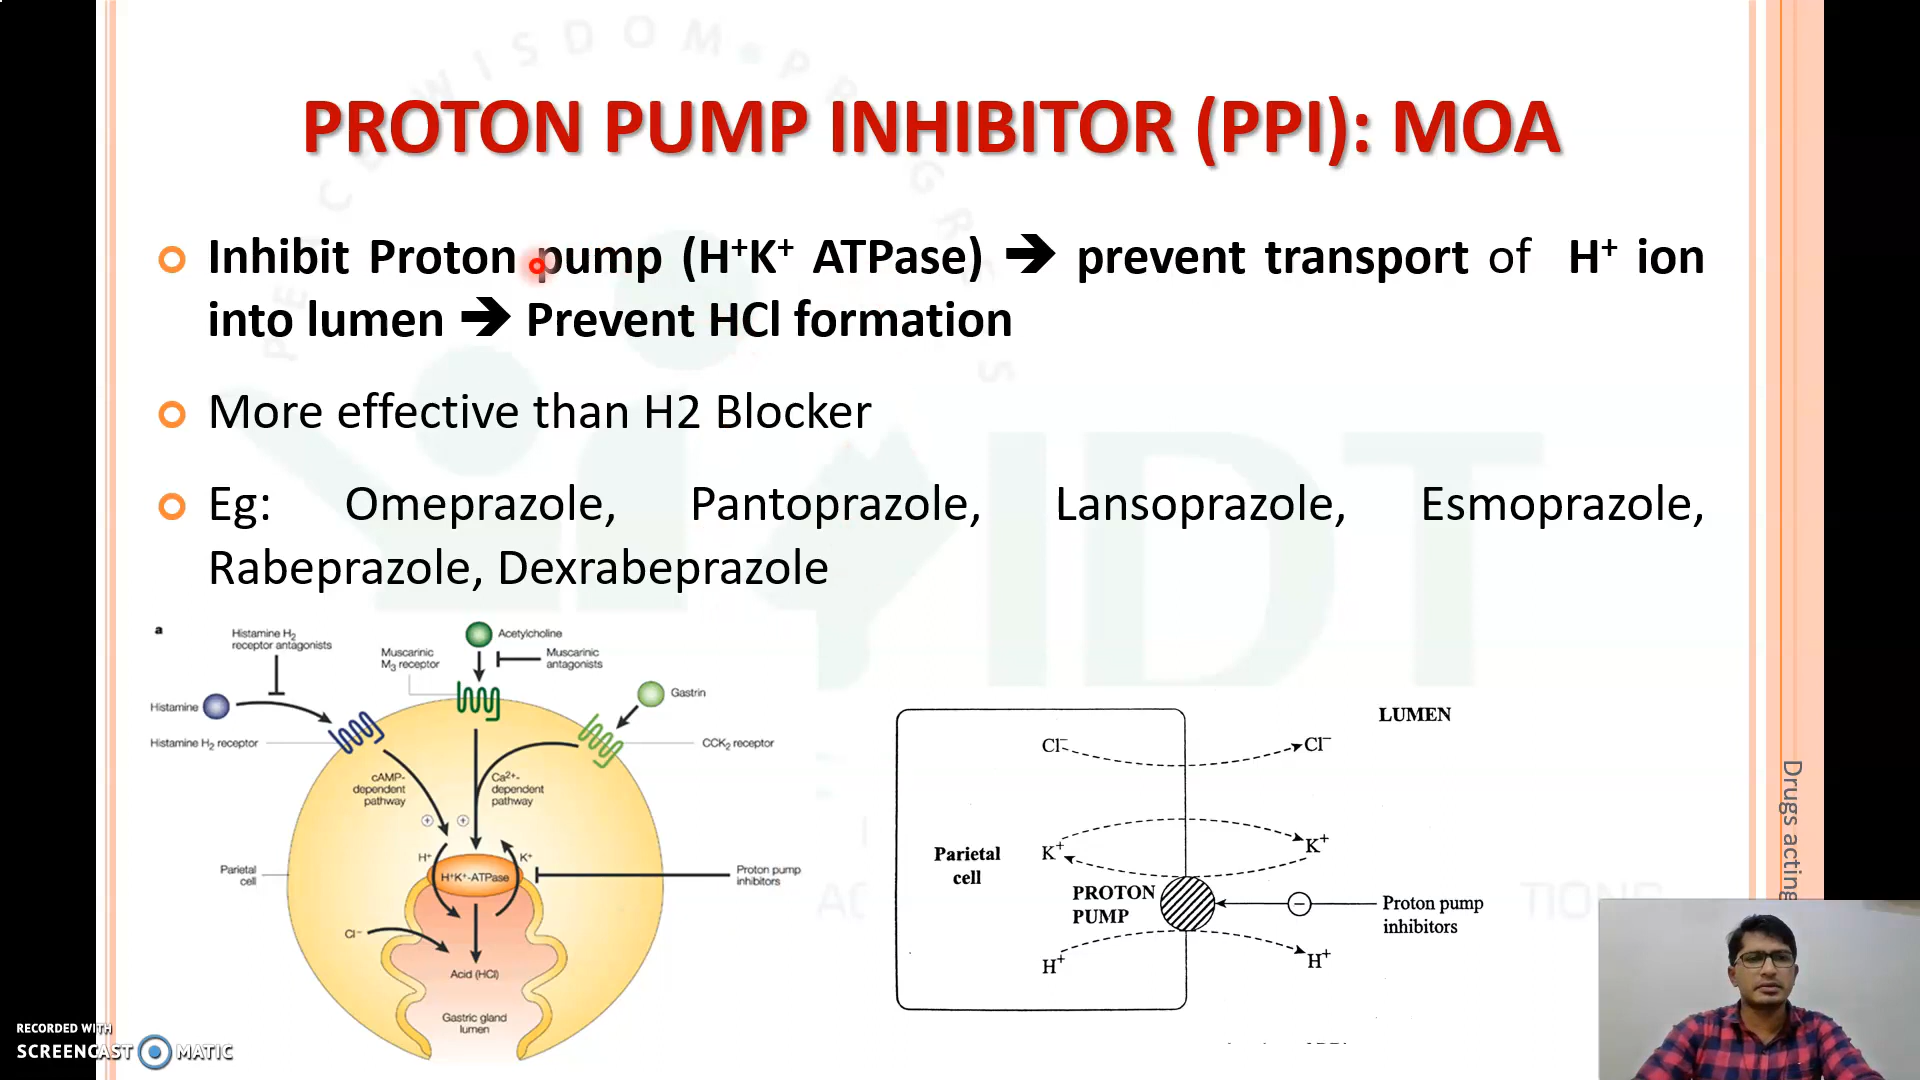 PROTON PUMP INHIBITOR (PPI): MOA
Inhibit Proton pump (H⁺K⁺ ATPase) ➔ prevent transport of H⁺ ion
into lumen ➔ Prevent HCl formation
More effective than H2 Blocker
Eg: Omeprazole, Pantoprazole, Lansoprazole, Esmoprazole,
Rabeprazole, Dexrabeprazole
a
Histamine H₂
receptor antagonists
Acetylcholine
Muscarinic
M₃ receptor
Muscarinic
antagonists
Histamine
Gastrin
Histamine H₂ receptor
CCK₂ receptor
cAMP-
dependent
pathway
Ca²⁺-
dependent
pathway
+
+
H⁺
K⁺
H⁺K⁺-ATPase
Parietal
cell
Proton pump
inhibitors
Cl⁻
Acid (HCl)
Gastric gland
lumen
LUMEN
Cl⁻
Cl⁻
K⁺
K⁺
Parietal
cell
PROTON
PUMP
−
Proton pump
inhibitors
H⁺
H⁺
Drugs acting
WISDOM • PROGRESS
IDT
RECORDED WITH
SCREENCAST MATIC